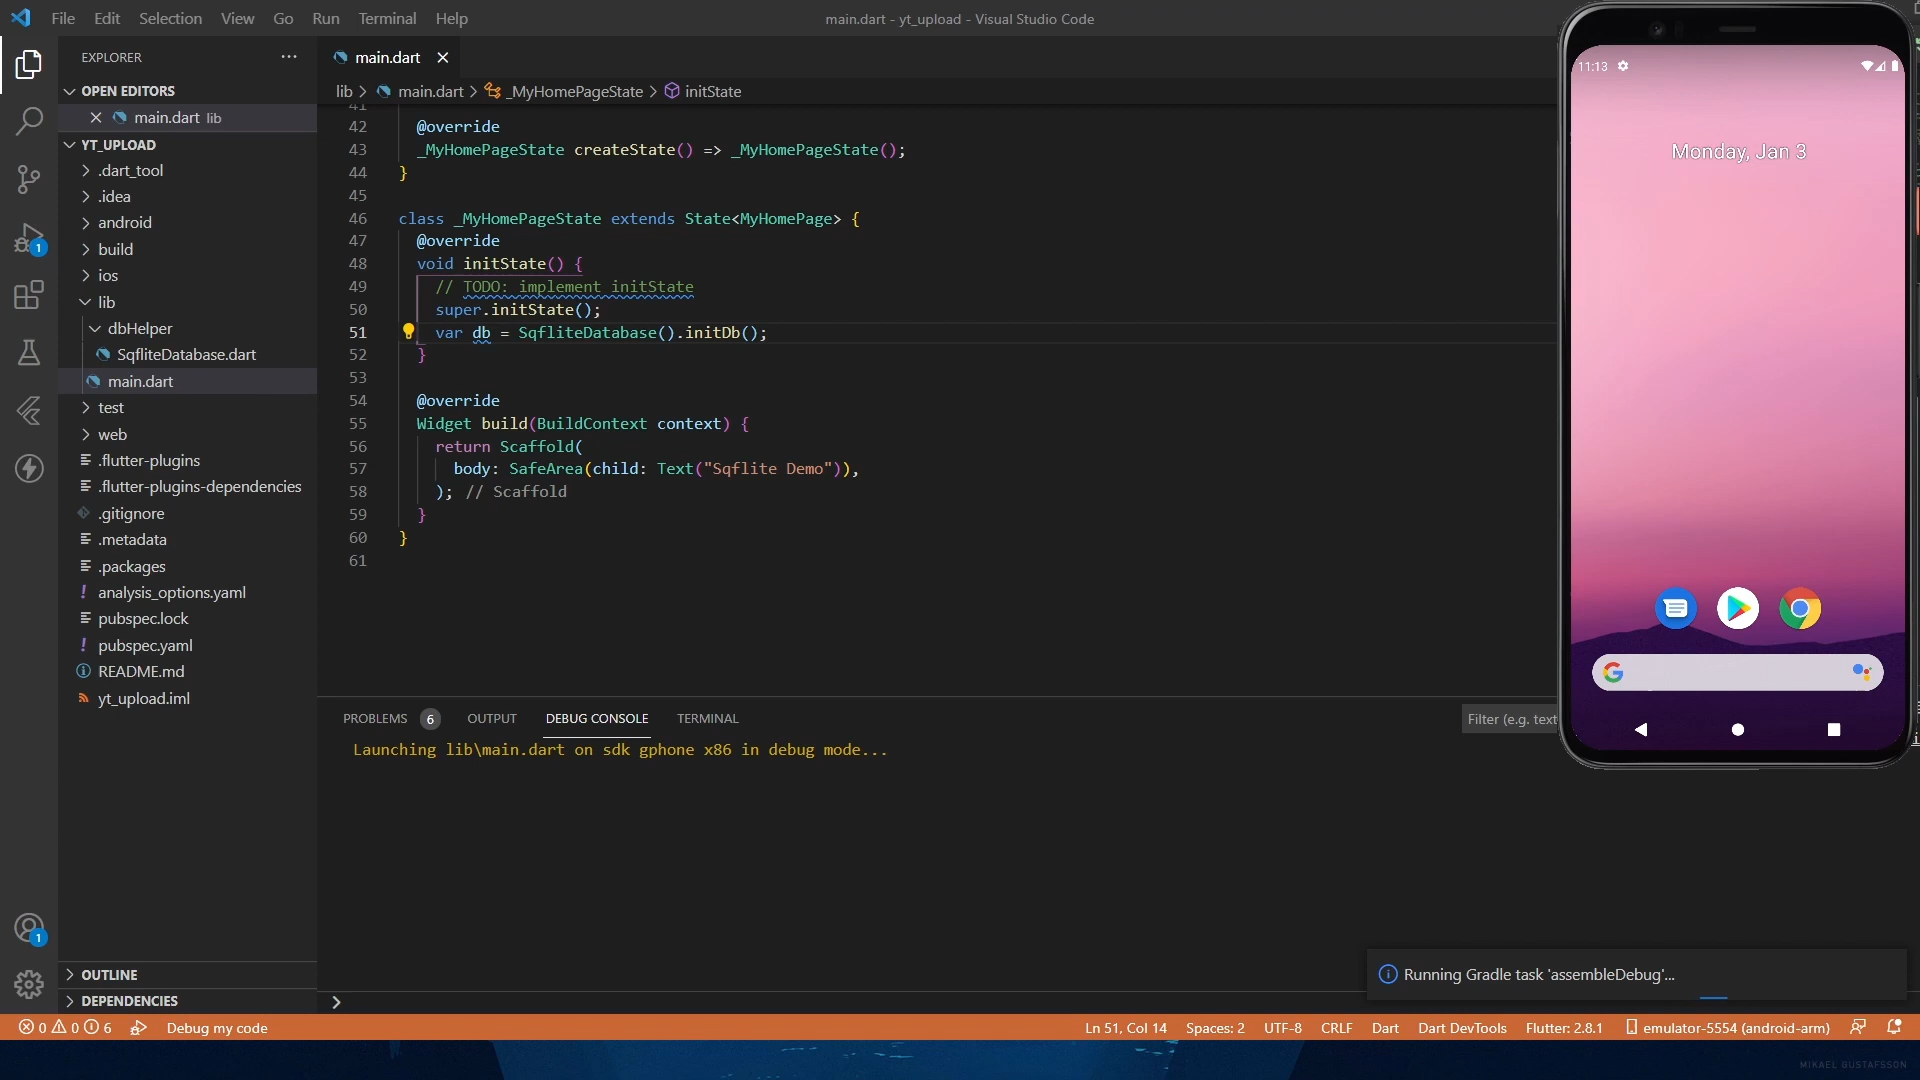 File Edit Selection View Go Run Terminal Help
main.dart - yt_upload - Visual Studio Code
EXPLORER
OPEN EDITORS
main.dart lib
YT_UPLOAD
.dart_tool
.idea
android
build
ios
lib
dbHelper
SqfliteDatabase.dart
main.dart
test
web
.flutter-plugins
.flutter-plugins-dependencies
.gitignore
.metadata
.packages
analysis_options.yaml
pubspec.lock
pubspec.yaml
README.md
yt_upload.iml
OUTLINE
DEPENDENCIES
1
1
main.dart
lib > main.dart > _MyHomePageState > initState
41
42 @override
43 _MyHomePageState createState() => _MyHomePageState();
44 }
45
46 class _MyHomePageState extends State<MyHomePage> {
47 @override
48 void initState() {
49 // TODO: implement initState
50 super.initState();
51 var db = SqfliteDatabase().initDb();
52 }
53
54 @override
55 Widget build(BuildContext context) {
56 return Scaffold(
57 body: SafeArea(child: Text("Sqflite Demo")),
58 ); // Scaffold
59 }
60 }
61
PROBLEMS 6 OUTPUT DEBUG CONSOLE TERMINAL
Filter (e.g. text
Launching lib\main.dart on sdk gphone x86 in debug mode...
11:13
Monday, Jan 3
Running Gradle task 'assembleDebug'...
0 0 6 Debug my code
Ln 51, Col 14 Spaces: 2 UTF-8 CRLF Dart Dart DevTools Flutter: 2.8.1 emulator-5554 (android-arm)
MIKAEL GUSTAFSSON